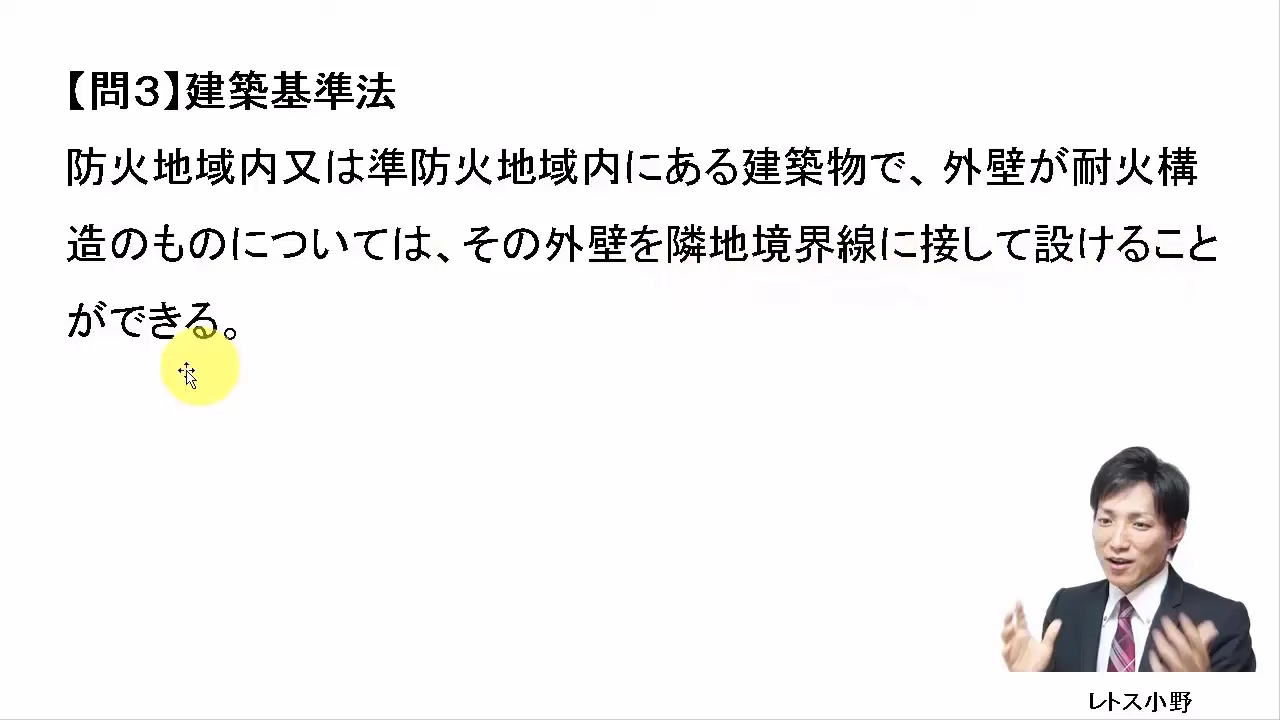 【問３】建築基準法
防火地域内又は準防火地域内にある建築物で、外壁が耐火構
造のものについては、その外壁を隣地境界線に接して設けること
ができる。
レトス小野